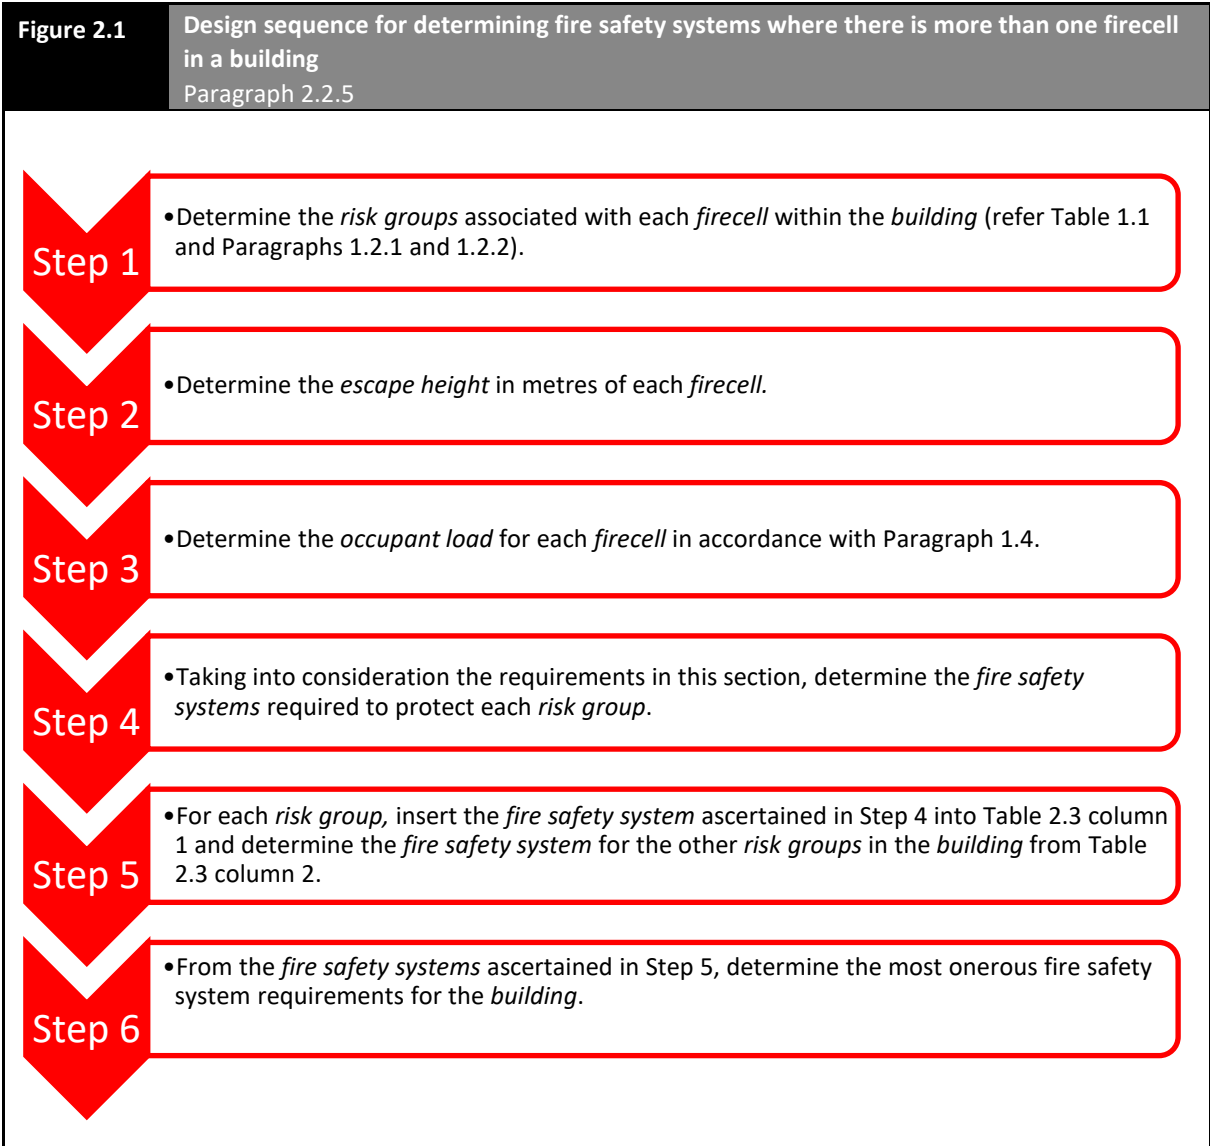 Figure 2.1
Design sequence for determining fire safety systems where there is more than one firecell
in a building
Paragraph 2.2.5
Step 1
•Determine the risk groups associated with each firecell within the building (refer Table 1.1
and Paragraphs 1.2.1 and 1.2.2).
Step 2
•Determine the escape height in metres of each firecell.
Step 3
•Determine the occupant load for each firecell in accordance with Paragraph 1.4.
Step 4
•Taking into consideration the requirements in this section, determine the fire safety
systems required to protect each risk group.
Step 5
•For each risk group, insert the fire safety system ascertained in Step 4 into Table 2.3 column
1 and determine the fire safety system for the other risk groups in the building from Table
2.3 column 2.
Step 6
•From the fire safety systems ascertained in Step 5, determine the most onerous fire safety
system requirements for the building.